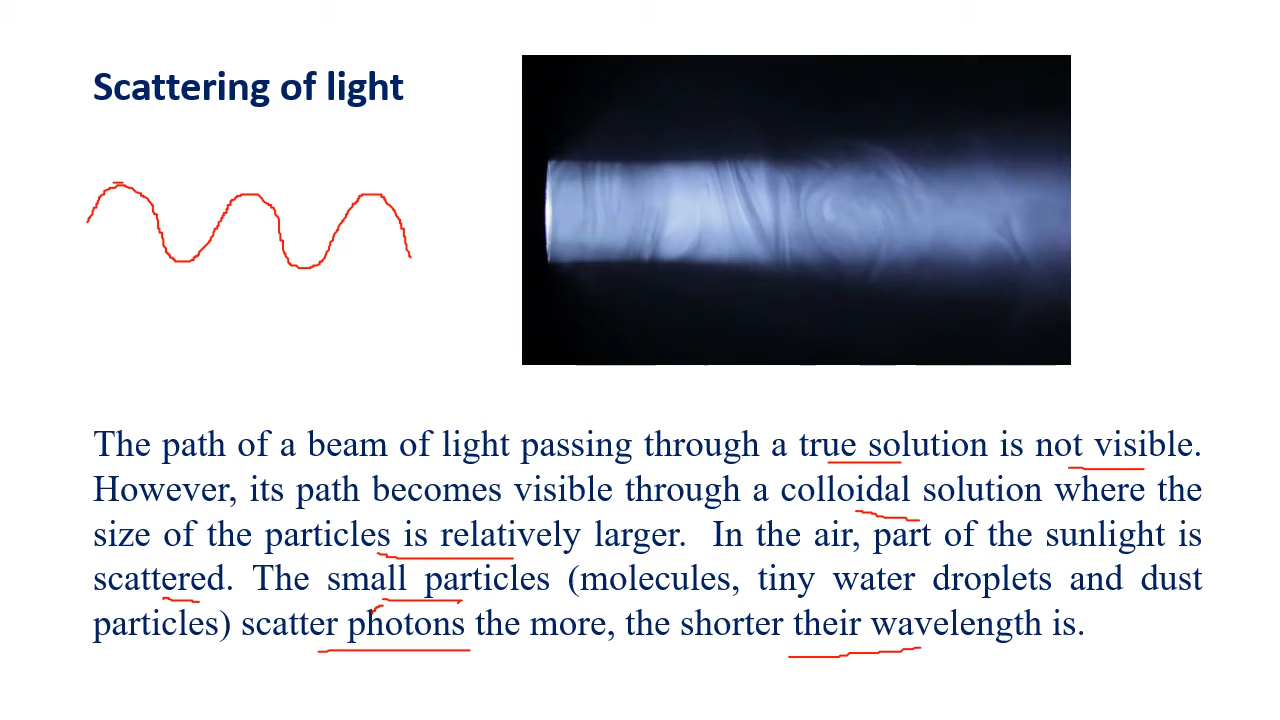 Scattering of light
The path of a beam of light passing through a true solution is not visible.
However, its path becomes visible through a colloidal solution where the
size of the particles is relatively larger. In the air, part of the sunlight is
scattered. The small particles (molecules, tiny water droplets and dust
particles) scatter photons the more, the shorter their wavelength is.